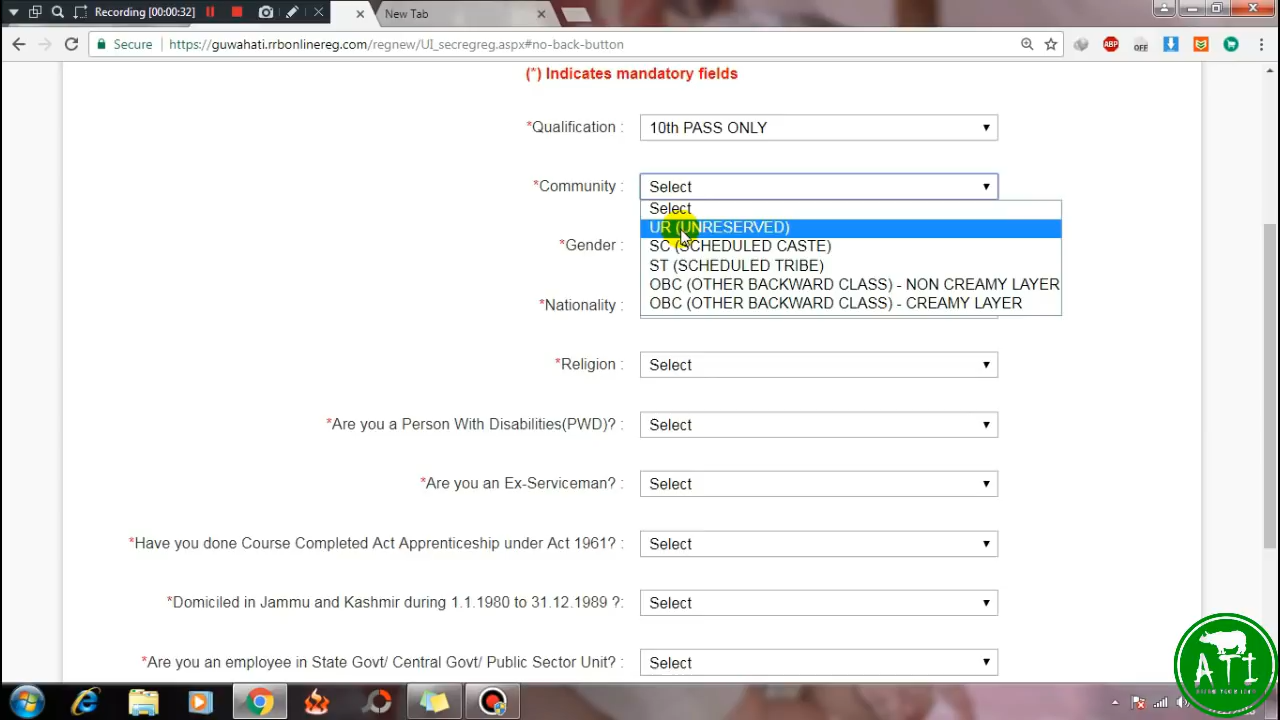 Recording [00:00:32]
New Tab
Secure
https://guwahati.rrbonlinereg.com/regnew/UI_secregreg.aspx#no-back-button
ABP
OFF
(*) Indicates mandatory fields
*Qualification :
10th PASS ONLY
*Community :
Select
Select
UR (UNRESERVED)
SC (SCHEDULED CASTE)
ST (SCHEDULED TRIBE)
OBC (OTHER BACKWARD CLASS) - NON CREAMY LAYER
OBC (OTHER BACKWARD CLASS) - CREAMY LAYER
*Gender :
*Nationality :
*Religion :
Select
*Are you a Person With Disabilities(PWD)? :
Select
*Are you an Ex-Serviceman? :
Select
*Have you done Course Completed Act Apprenticeship under Act 1961? :
Select
*Domiciled in Jammu and Kashmir during 1.1.1980 to 31.12.1989 ?:
Select
*Are you an employee in State Govt/ Central Govt/ Public Sector Unit? :
Select
ATI